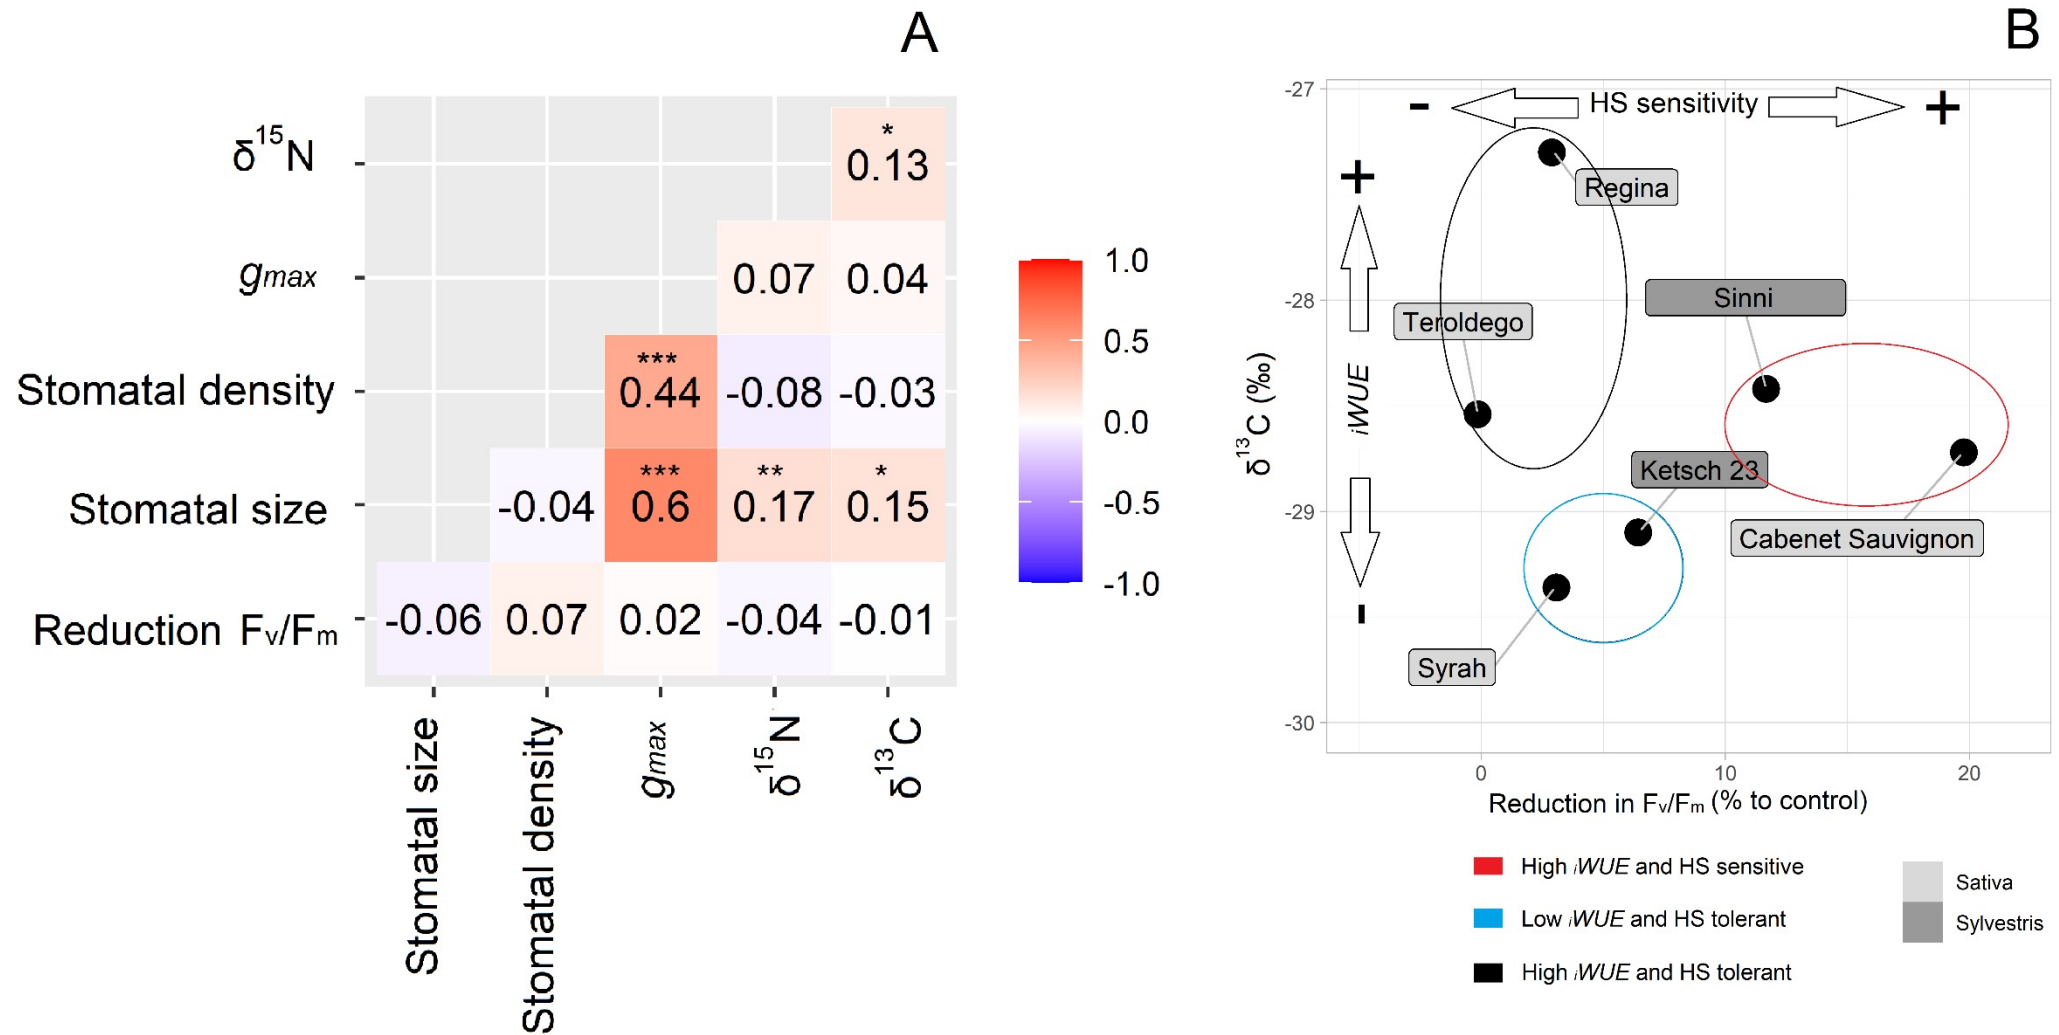 A
δ¹⁵N
* 0.13
gmax
0.07 0.04
Stomatal density
*** 0.44 -0.08 -0.03
Stomatal size
-0.04 *** 0.6 ** 0.17 * 0.15
Reduction Fv/Fm
-0.06 0.07 0.02 -0.04 -0.01
Stomatal size
Stomatal density
gmax
δ¹⁵N
δ¹³C
1.0
0.5
0.0
-0.5
-1.0
B
-27
-28
-29
-30
δ¹³C (‰)
- HS sensitivity +
+
iWUE
-
Regina
Teroldego
Sinni
Ketsch 23
Cabenet Sauvignon
Syrah
0 10 20
Reduction in Fv/Fm (% to control)
High iWUE and HS sensitive
Low iWUE and HS tolerant
High iWUE and HS tolerant
Sativa
Sylvestris